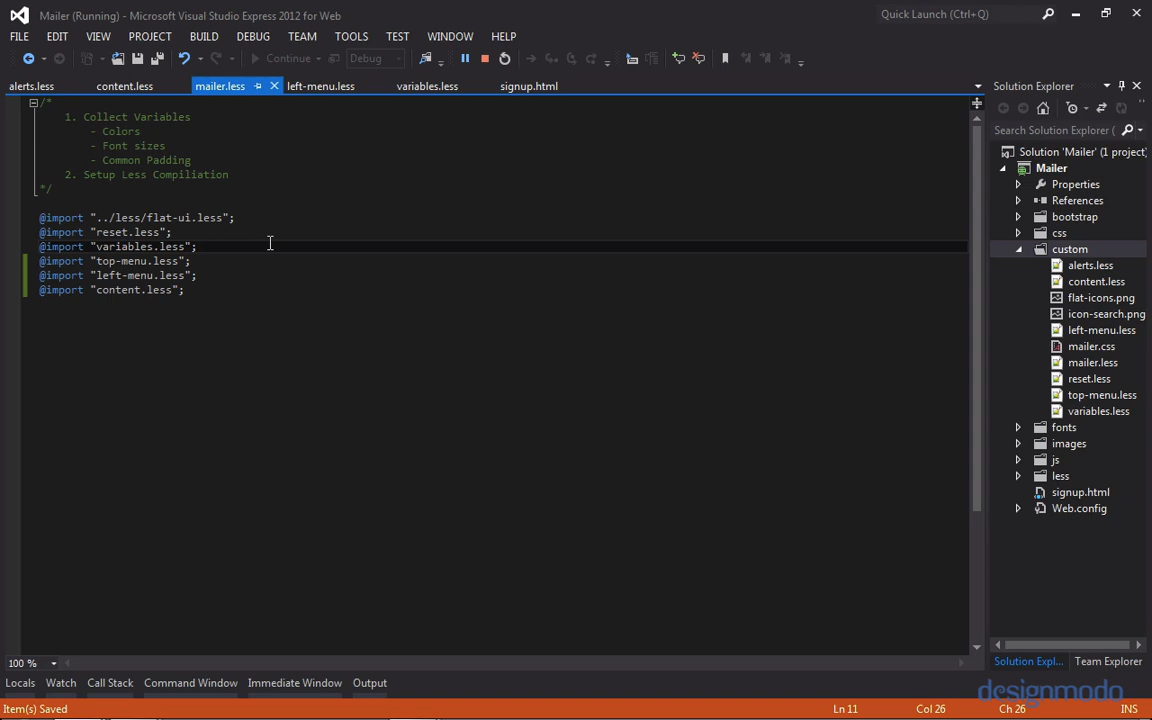 Mailer (Running) - Microsoft Visual Studio Express 2012 for Web
Quick Launch (Ctrl+Q)
FILE EDIT VIEW PROJECT BUILD DEBUG TEAM TOOLS TEST WINDOW HELP
Continue Debug
alerts.less content.less mailer.less left-menu.less variables.less signup.html
Solution Explorer
/*
1. Collect Variables
- Colors
- Font sizes
- Common Padding
2. Setup Less Compiliation
*/
@import "../less/flat-ui.less";
@import "reset.less";
@import "variables.less";
@import "top-menu.less";
@import "left-menu.less";
@import "content.less";
Search Solution Explorer (
Solution 'Mailer' (1 project)
Mailer
Properties
References
bootstrap
css
custom
alerts.less
content.less
flat-icons.png
icon-search.png
left-menu.less
mailer.css
mailer.less
reset.less
top-menu.less
variables.less
fonts
images
js
less
signup.html
Web.config
100 %
Solution Expl... Team Explorer
Locals Watch Call Stack Command Window Immediate Window Output
designmodo
Item(s) Saved Ln 11 Col 26 Ch 26 INS